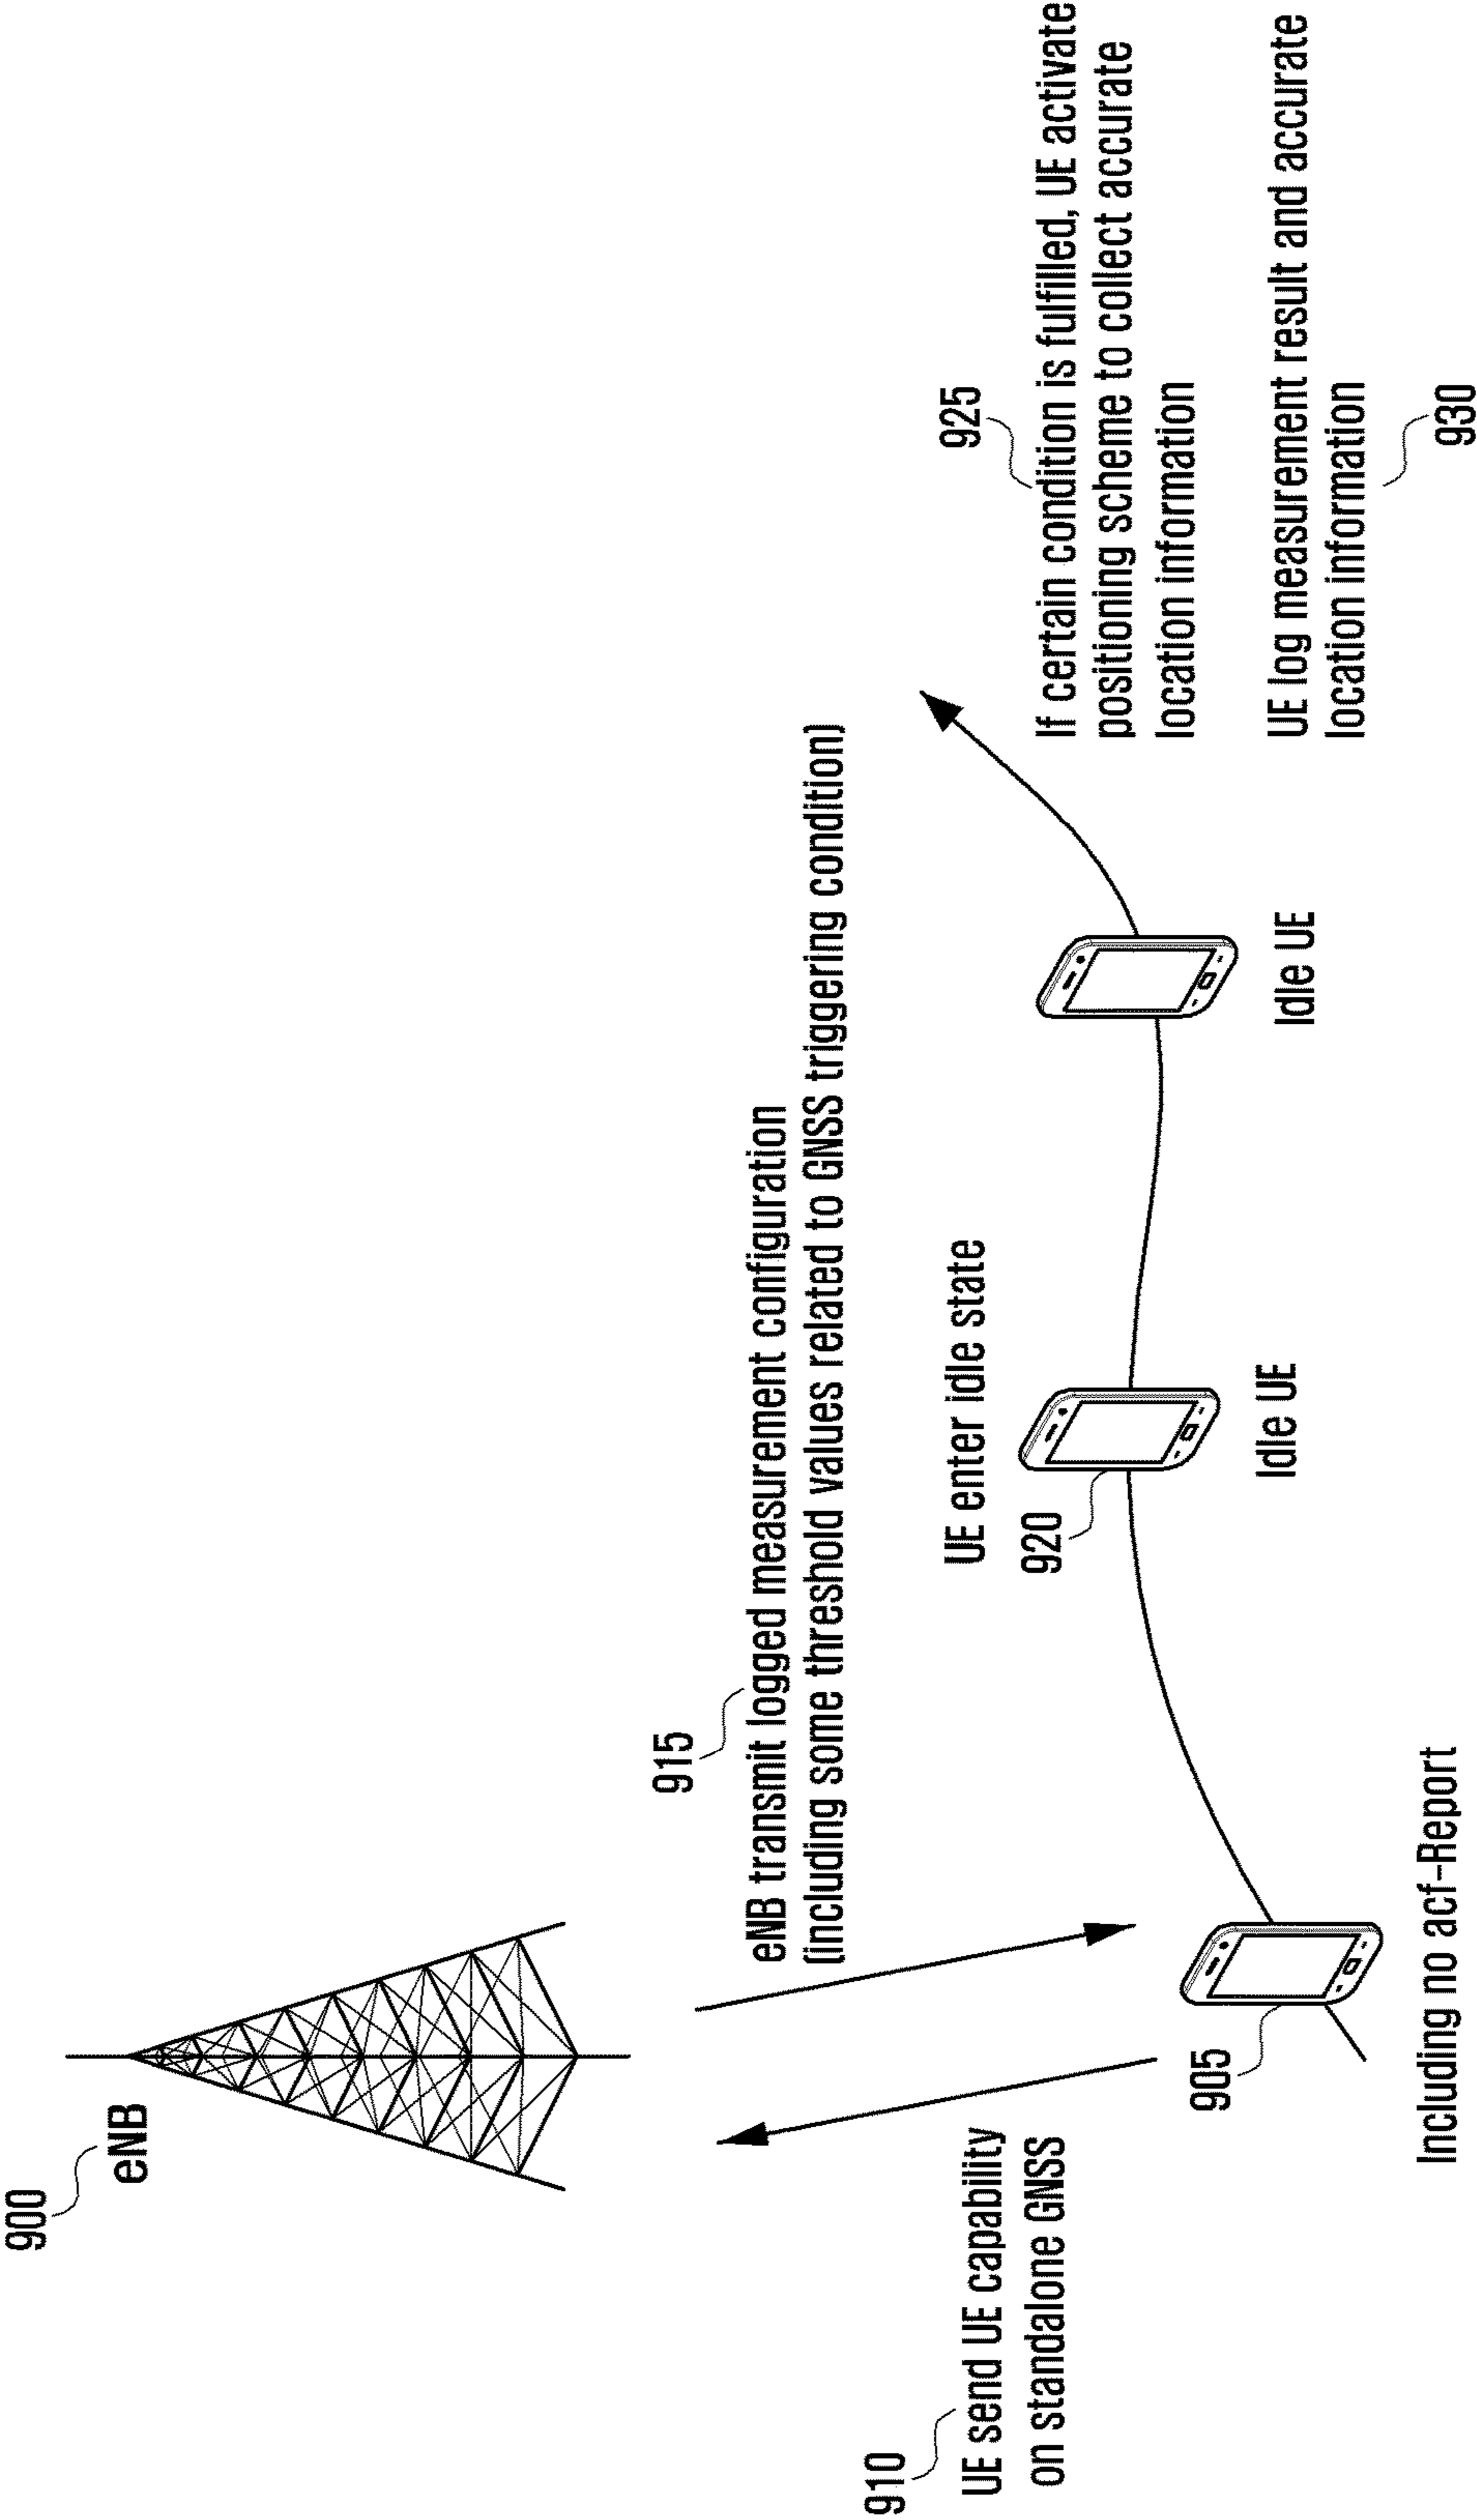 900
eNB
910
UE send UE capability
on standalone GNSS
915
eNB transmit logged measurement configuration
(including some threshold values related to GNSS triggering condition)
905
Including no acf-Report
UE enter idle state
920
Idle UE
Idle UE
925
If certain condition is fulfilled, UE activate
positioning scheme to collect accurate
location information
UE log measurement result and accurate
location information
930